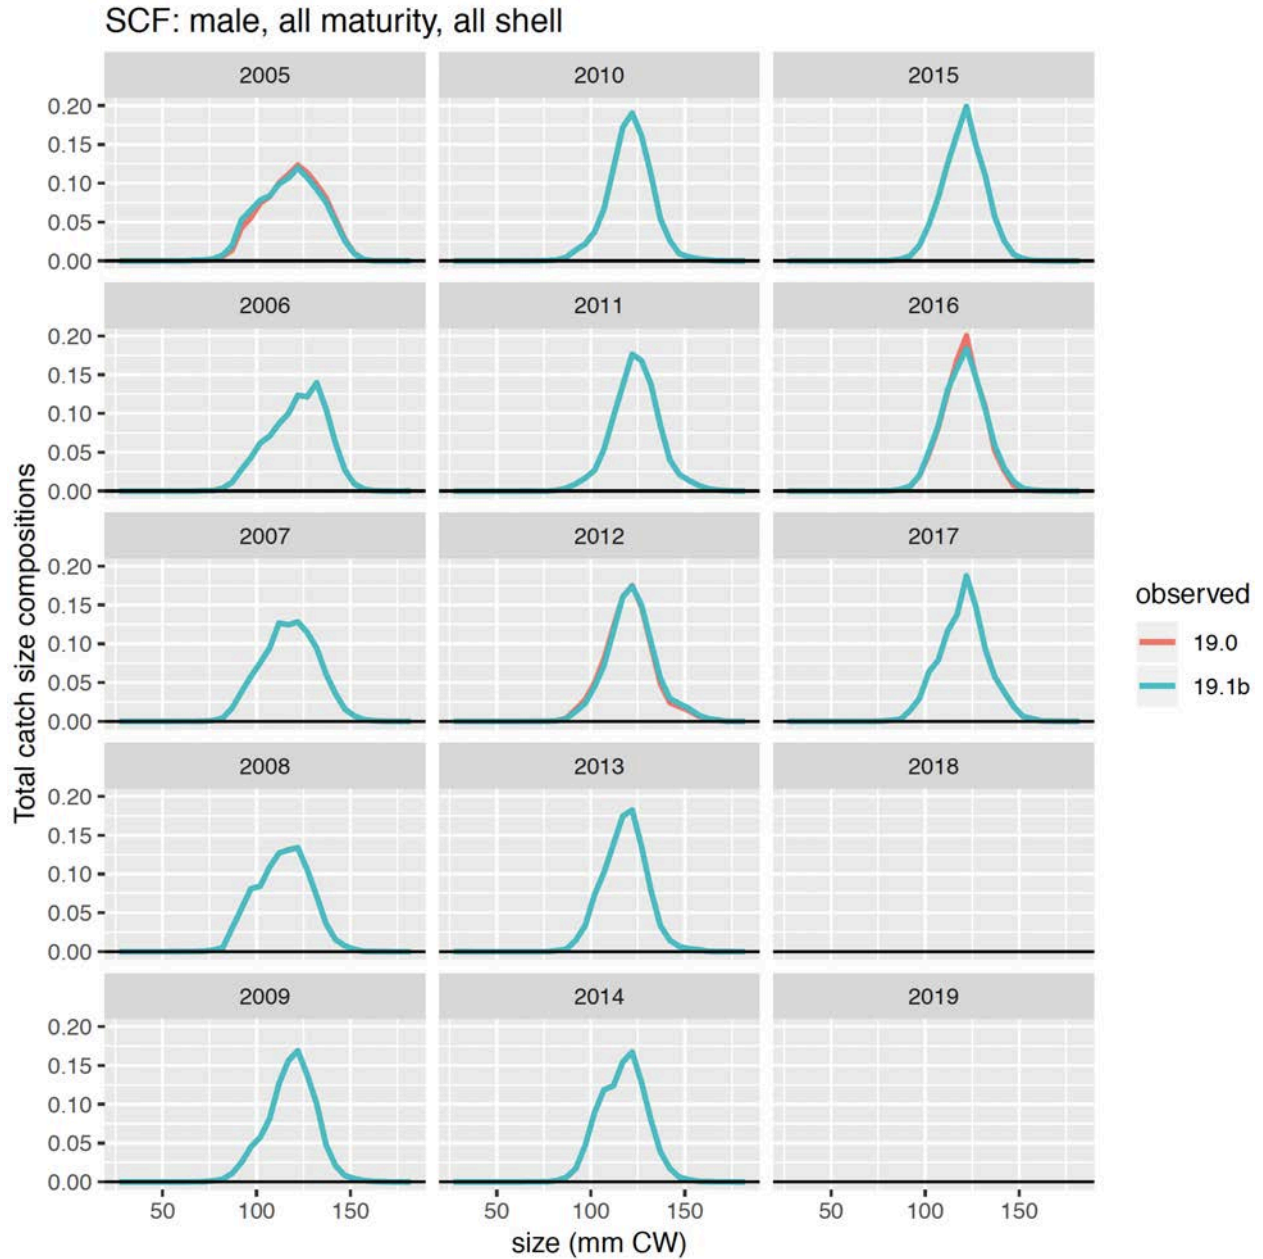 SCF: male, all maturity, all shell
2005 2010 2015
0.20
0.15
0.10
0.05
0.00
2006 2011 2016
0.20
0.15
0.10
0.05
0.00
2007 2012 2017
0.20
0.15
0.10
0.05
0.00
2008 2013 2018
0.20
0.15
0.10
0.05
0.00
2009 2014 2019
0.20
0.15
0.10
0.05
0.00
50 100 150 50 100 150 50 100 150
size (mm CW)
Total catch size compositions
observed
19.0
19.1b